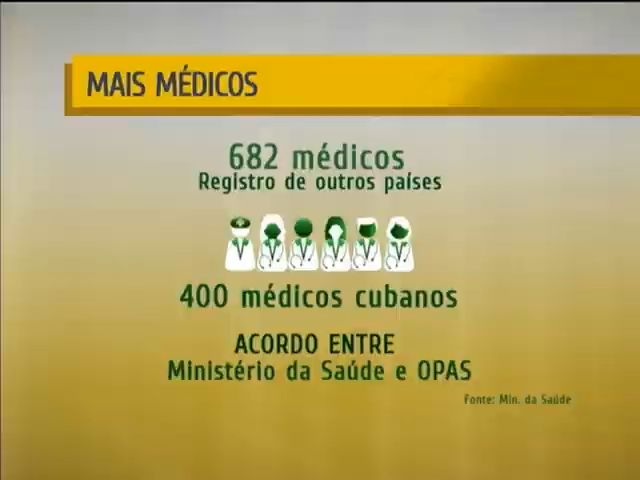 MAIS MÉDICOS
682 médicos
Registro de outros países
400 médicos cubanos
ACORDO ENTRE
Ministério da Saúde e OPAS
Fonte: Min. da Saúde